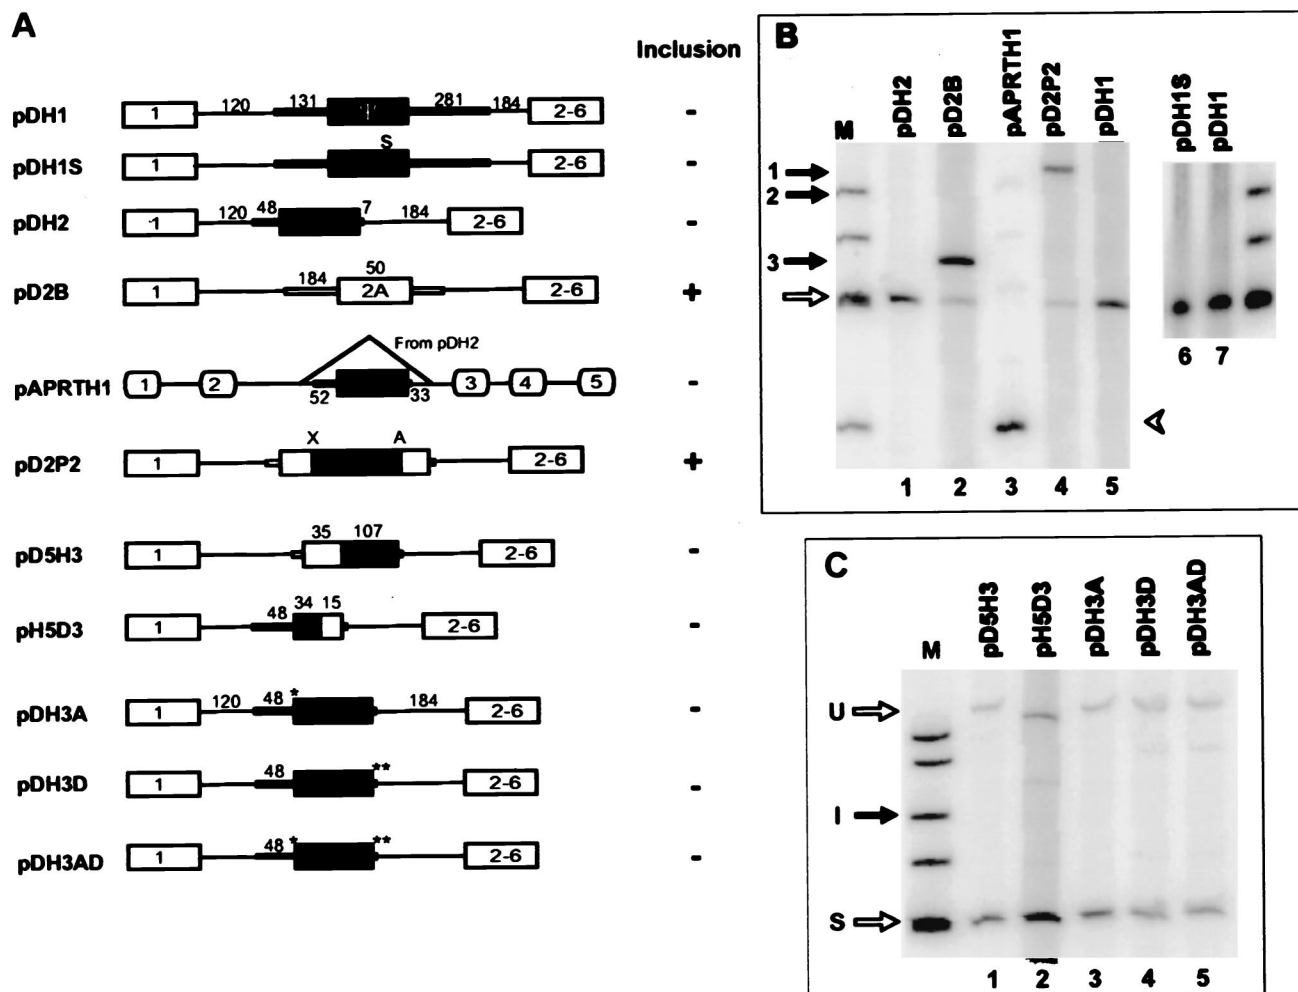 A
Inclusion
pDH1 1 120 131 281 184 2-6 -
pDH1S 1 S 2-6 -
pDH2 1 120 48 7 184 2-6 -
pD2B 1 184 50 2A 2-6 +
From pDH2
pAPRTH1 1 2 52 33 3 4 5 -
pD2P2 1 X A 2-6 +
pD5H3 1 35 107 2-6 -
pH5D3 1 48 34 15 2-6 -
pDH3A 1 120 48 * 184 2-6 -
pDH3D 1 48 ** 2-6 -
pDH3AD 1 48 * ** 2-6 -
B
M pDH2 pD2B pAPRTH1 pD2P2 pDH1 pDH1S pDH1
1
2
3
1 2 3 4 5 6 7
C
M pD5H3 pH5D3 pDH3A pDH3D pDH3AD
U
I
S
1 2 3 4 5